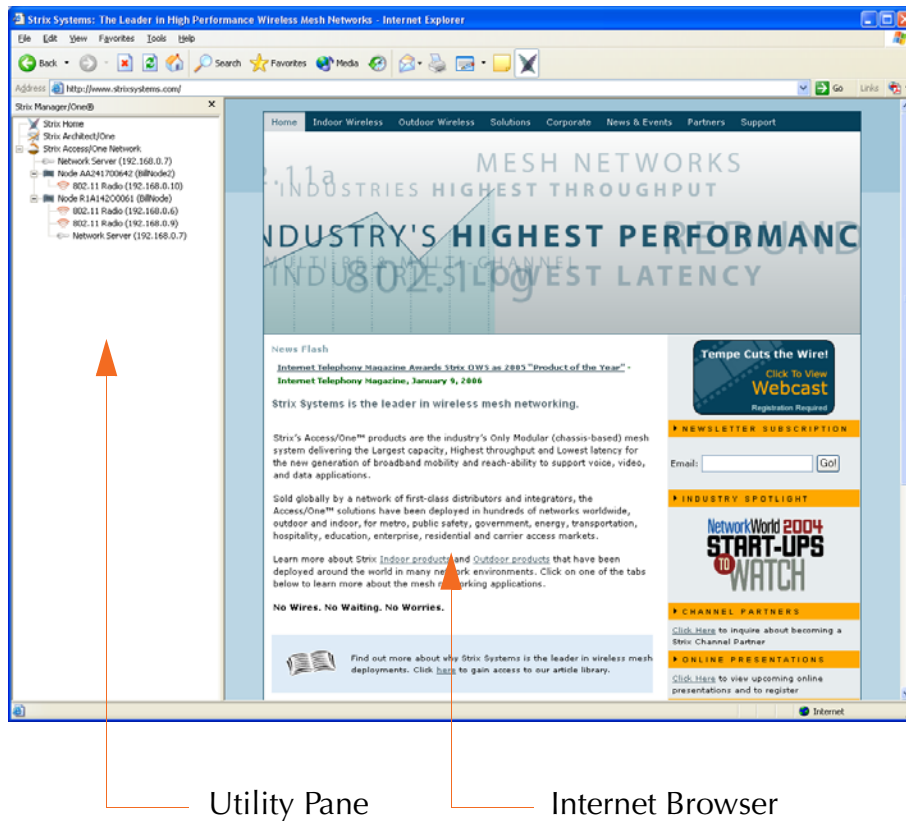 Strix Systems: The Leader in High Performance Wireless Mesh Networks - Internet Explorer
File Edit View Favorites Tools Help
Back Search Favorites Media
Address http://www.strixsystems.com/ Go Links
Strix Manager/One®
Strix Home
Strix Architect/One
Strix Access/One Network
Network Server (192.168.0.7)
Node AA241700642 (BillNode2)
802.11 Radio (192.168.0.10)
Node R1A14200061 (BillNode)
802.11 Radio (192.168.0.6)
802.11 Radio (192.168.0.9)
Network Server (192.168.0.7)
Home Indoor Wireless Outdoor Wireless Solutions Corporate News & Events Partners Support
MESH NETWORKS
2.11a
INDUSTRIES HIGHEST THROUGHPUT
NDUSTRY'S HIGHEST PERFORMANC
REDUND
MULTI-RF & MULTI-CHANNEL
INDUSTRIES LOWEST LATENCY
802.11g
News Flash
Internet Telephony Magazine Awards Strix OWS as 2005 "Product of the Year" -
Internet Telephony Magazine, January 9, 2006
Strix Systems is the leader in wireless mesh networking.
Strix's Access/One™ products are the industry's Only Modular (chassis-based) mesh
system delivering the Largest capacity, Highest throughput and Lowest latency for
the new generation of broadband mobility and reach-ability to support voice, video,
and data applications.
Sold globally by a network of first-class distributors and integrators, the
Access/One™ solutions have been deployed in hundreds of networks worldwide,
outdoor and indoor, for metro, public safety, government, energy, transportation,
hospitality, education, enterprise, residential and carrier access markets.
Learn more about Strix Indoor products and Outdoor products that have been
deployed around the world in many network environments. Click on one of the tabs
below to learn more about the mesh networking applications.
No Wires. No Waiting. No Worries.
Find out more about why Strix Systems is the leader in wireless mesh
deployments. Click here to gain access to our article library.
Tempe Cuts the Wire!
Click To View
Webcast
Registration Required
NEWSLETTER SUBSCRIPTION
Email: Go!
INDUSTRY SPOTLIGHT
NetworkWorld 2004
START-UPS
TO WATCH
CHANNEL PARTNERS
Click Here to inquire about becoming a
Strix Channel Partner
ONLINE PRESENTATIONS
Click Here to view upcoming online
presentations and to register
Internet
Utility Pane
Internet Browser